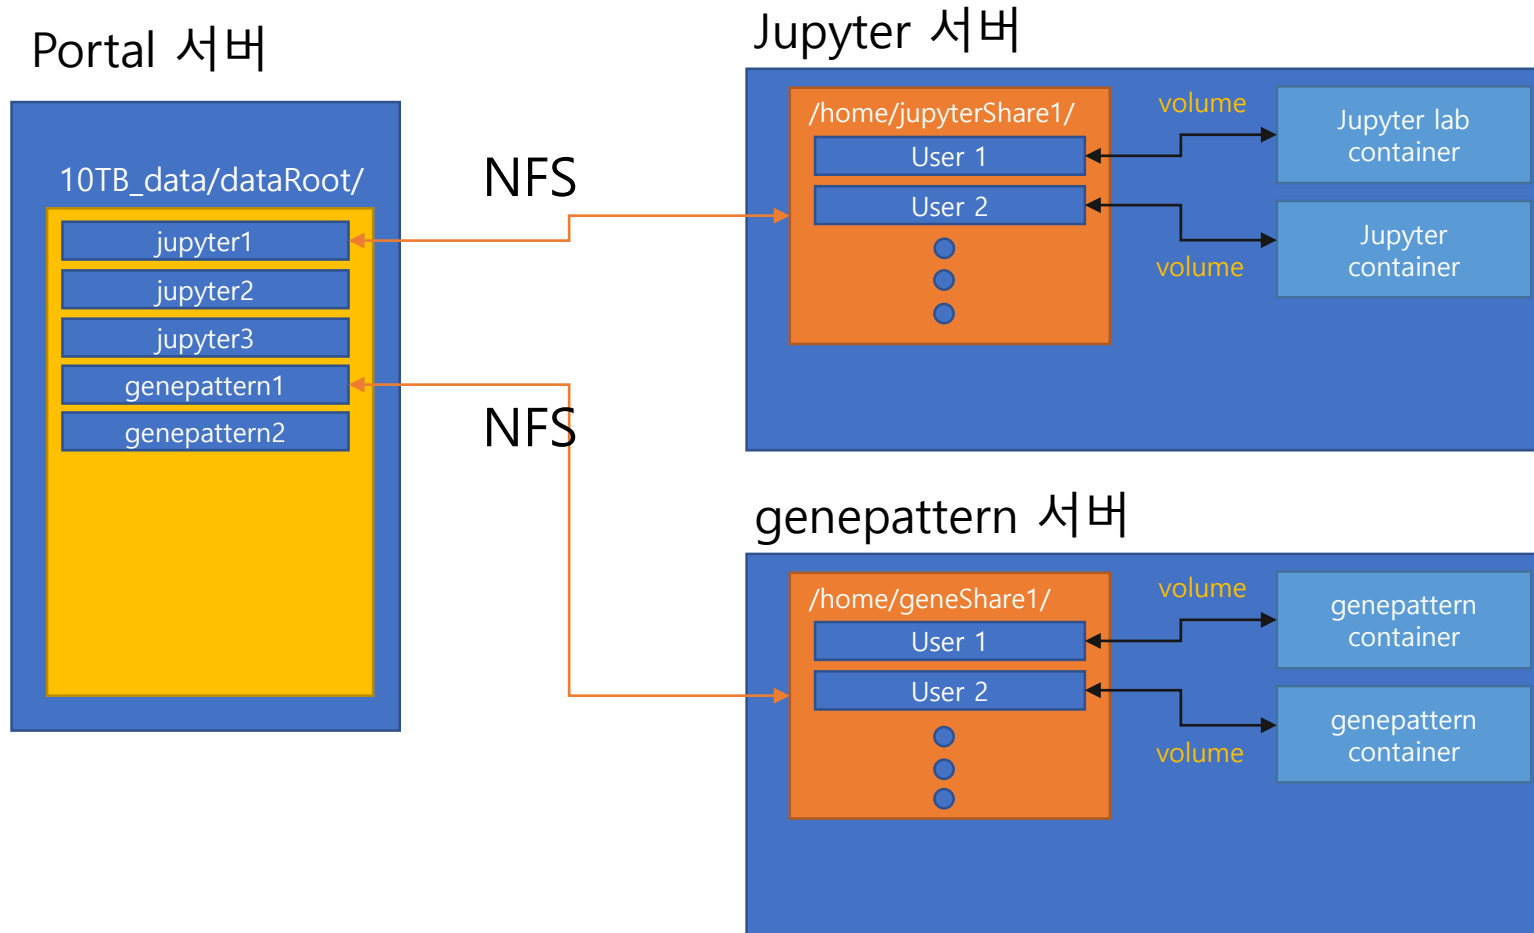 Portal 서버
10TB_data/dataRoot/
jupyter1
jupyter2
jupyter3
genepattern1
genepattern2
NFS
NFS
Jupyter 서버
/home/jupyterShare1/
User 1
User 2
volume
volume
Jupyter lab
container
Jupyter
container
genepattern 서버
/home/geneShare1/
User 1
User 2
volume
volume
genepattern
container
genepattern
container